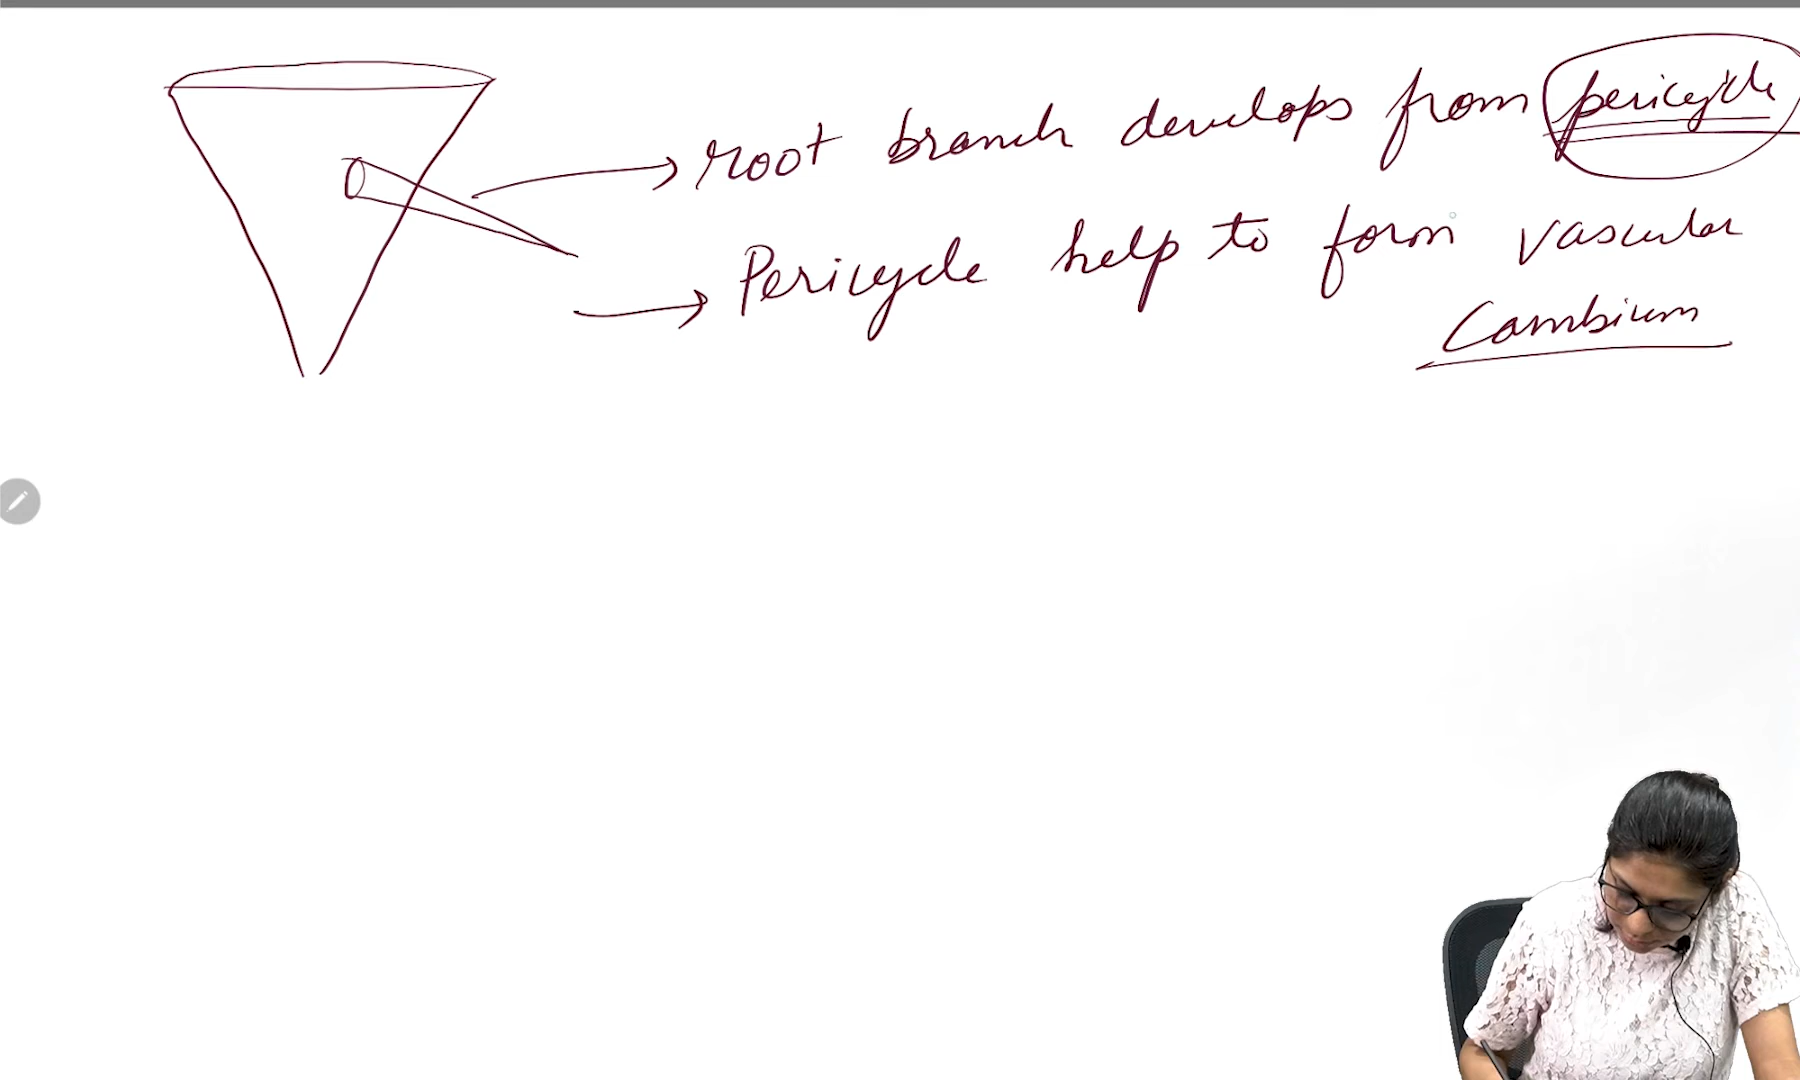 → root branch develops from pericycle
→ Pericycle help to form vascular
cambium